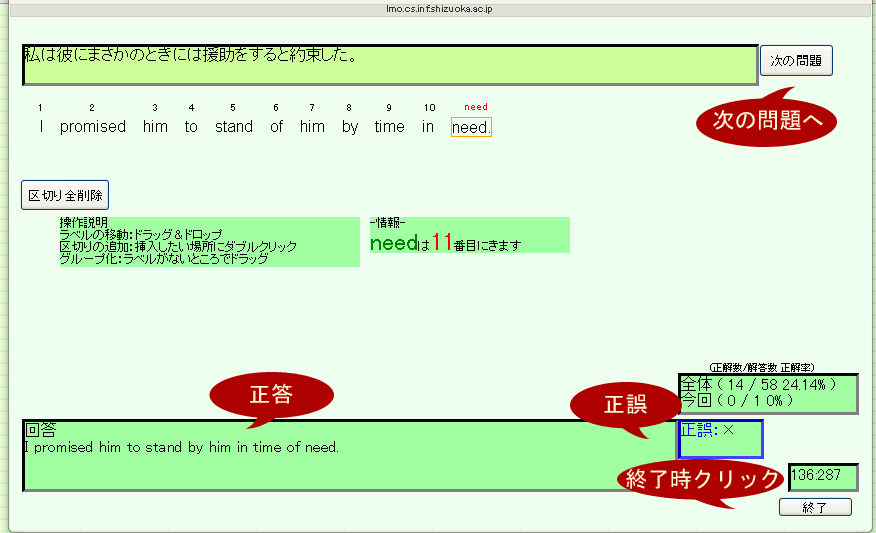 lmo.cs.inf.shizuoka.ac.jp
私は彼にまさかのときには援助をすると約束した。
次の問題
次の問題へ
1 2 3 4 5 6 7 8 9 10 need
I promised him to stand of him by time in need.
区切り全削除
操作説明
ラベルの移動:ドラッグ&ドロップ
区切りの追加:挿入したい場所にダブルクリック
グループ化:ラベルがないところでドラッグ
-情報-
needは11番目にきます
(正解数/解答数 正解率)
全体 ( 14 / 58 24.14% )
今回 ( 0 / 1 0% )
正答
正誤
回答
I promised him to stand by him in time of need.
正誤:×
終了時クリック
136:287
終了